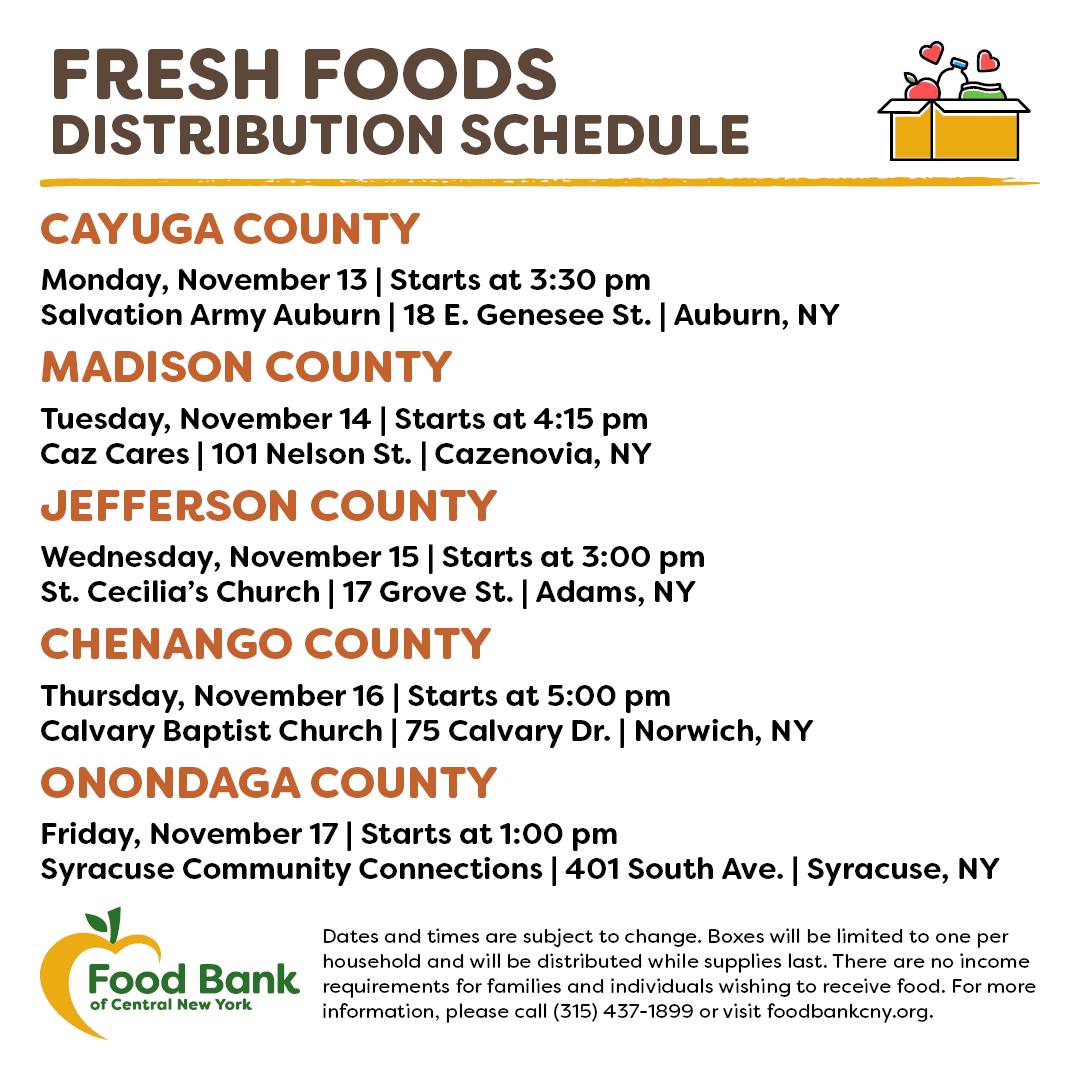 FRESH FOODS
DISTRIBUTION SCHEDULE
CAYUGA COUNTY
Monday, November 13 | Starts at 3:30 pm
Salvation Army Auburn | 18 E. Genesee St. | Auburn, NY
MADISON COUNTY
Tuesday, November 14 | Starts at 4:15 pm
Caz Cares | 101 Nelson St. | Cazenovia, NY
JEFFERSON COUNTY
Wednesday, November 15 | Starts at 3:00 pm
St. Cecilia’s Church | 17 Grove St. | Adams, NY
CHENANGO COUNTY
Thursday, November 16 | Starts at 5:00 pm
Calvary Baptist Church | 75 Calvary Dr. | Norwich, NY
ONONDAGA COUNTY
Friday, November 17 | Starts at 1:00 pm
Syracuse Community Connections | 401 South Ave. | Syracuse, NY
Food Bank
of Central New York
Dates and times are subject to change. Boxes will be limited to one per
household and will be distributed while supplies last. There are no income
requirements for families and individuals wishing to receive food. For more
information, please call (315) 437-1899 or visit foodbankcny.org.